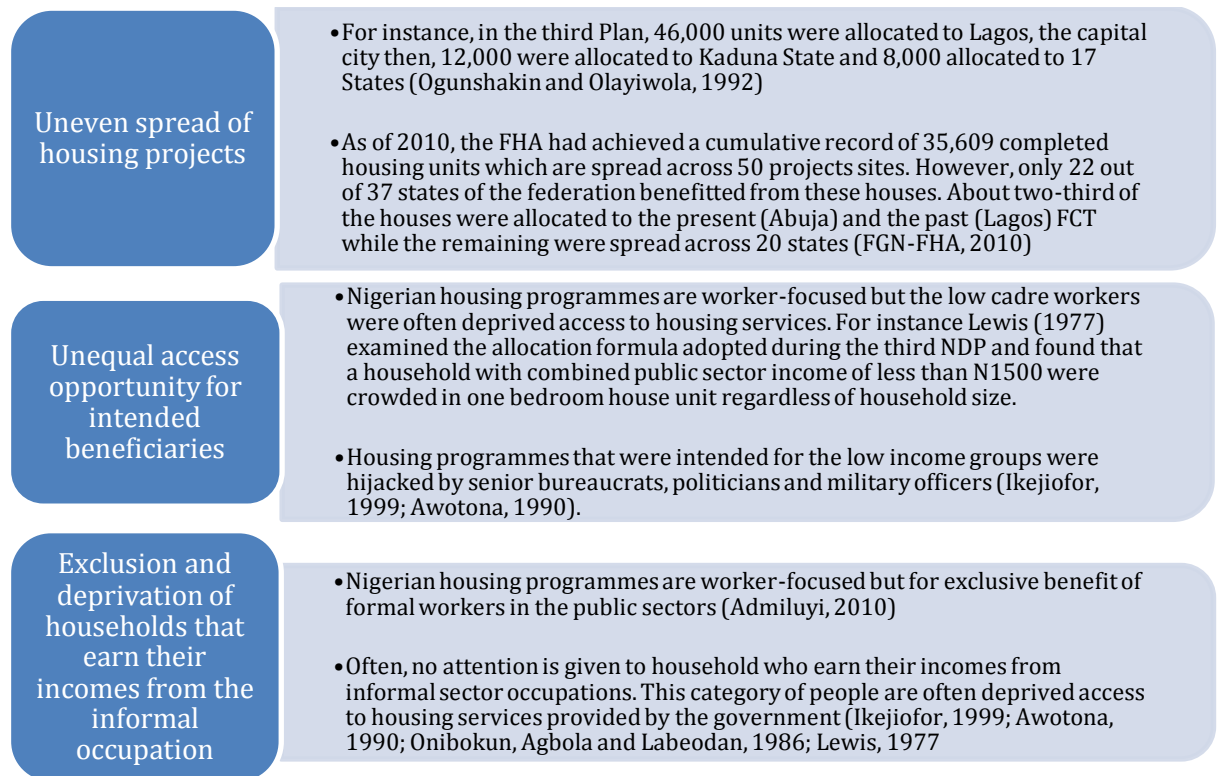 Uneven spread of
housing projects
•For instance, in the third Plan, 46,000 units were allocated to Lagos, the capital
city then, 12,000 were allocated to Kaduna State and 8,000 allocated to 17
States (Ogunshakin and Olayiwola, 1992)
•As of 2010, the FHA had achieved a cumulative record of 35,609 completed
housing units which are spread across 50 projects sites. However, only 22 out
of 37 states of the federation benefitted from these houses. About two-third of
the houses were allocated to the present (Abuja) and the past (Lagos) FCT
while the remaining were spread across 20 states (FGN-FHA, 2010)
Unequal access
opportunity for
intended
beneficiaries
•Nigerian housing programmes are worker-focused but the low cadre workers
were often deprived access to housing services. For instance Lewis (1977)
examined the allocation formula adopted during the third NDP and found that
a household with combined public sector income of less than N1500 were
crowded in one bedroom house unit regardless of household size.
•Housing programmes that were intended for the low income groups were
hijacked by senior bureaucrats, politicians and military officers (Ikejiofor,
1999; Awotona, 1990).
Exclusion and
deprivation of
households that
earn their
incomes from the
informal
occupation
•Nigerian housing programmes are worker-focused but for exclusive benefit of
formal workers in the public sectors (Admiluyi, 2010)
•Often, no attention is given to household who earn their incomes from
informal sector occupations. This category of people are often deprived access
to housing services provided by the government (Ikejiofor, 1999; Awotona,
1990; Onibokun, Agbola and Labeodan, 1986; Lewis, 1977